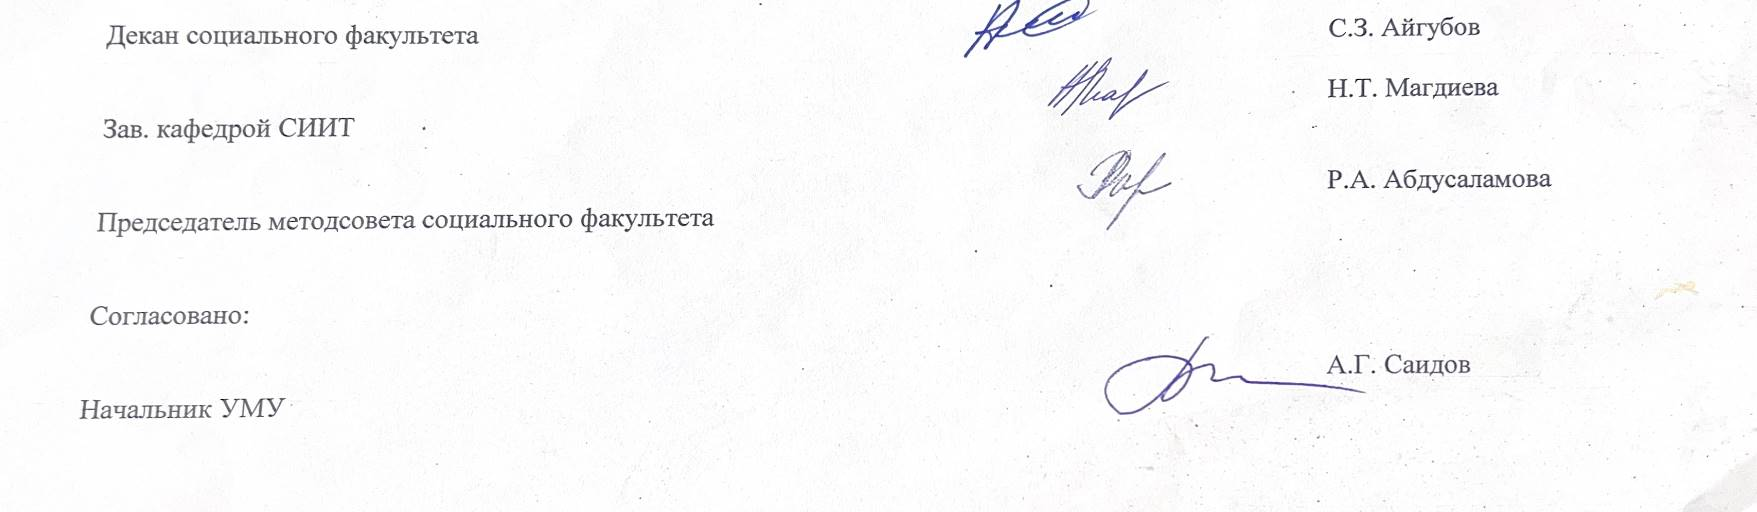 Декан социального факультета С.З. Айгубов
Зав. кафедрой СИИТ Н.Т. Магдиева
Председатель методсовета социального факультета Р.А. Абдусаламова
Согласовано:
Начальник УМУ А.Г. Саидов